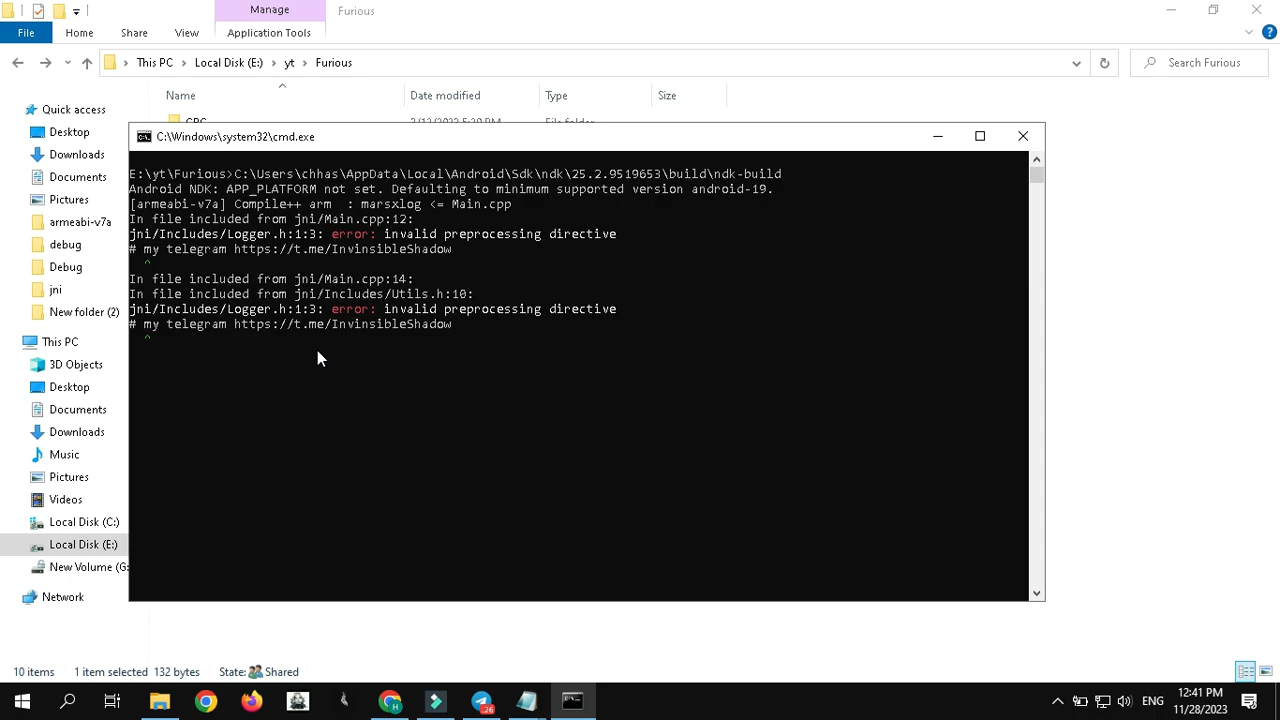 Manage
Furious
File
Home
Share
View
Application Tools
This PC
Local Disk (E:)
yt
Furious
Search Furious
Name
Date modified
Type
Size
Quick access
Desktop
Downloads
Documents
Pictures
armeabi-v7a
debug
Debug
jni
New folder (2)
This PC
3D Objects
Desktop
Documents
Downloads
Music
Pictures
Videos
Local Disk (C:)
Local Disk (E:)
New Volume (G:
Network
C:\Windows\system32\cmd.exe
E:\yt\Furious>C:\Users\chhas\AppData\Local\Android\Sdk\ndk\25.2.9519653\build\ndk-build
Android NDK: APP_PLATFORM not set. Defaulting to minimum supported version android-19.
[armeabi-v7a] Compile++ arm  : marsxlog <= Main.cpp
In file included from jni/Main.cpp:12:
jni/Includes/Logger.h:1:3: error: invalid preprocessing directive
# my telegram https://t.me/InvinsibleShadow
^
In file included from jni/Main.cpp:14:
In file included from jni/Includes/Utils.h:10:
jni/Includes/Logger.h:1:3: error: invalid preprocessing directive
# my telegram https://t.me/InvinsibleShadow
^
10 items
1 item selected
132 bytes
State:
Shared
26
ENG
12:41 PM
11/28/2023